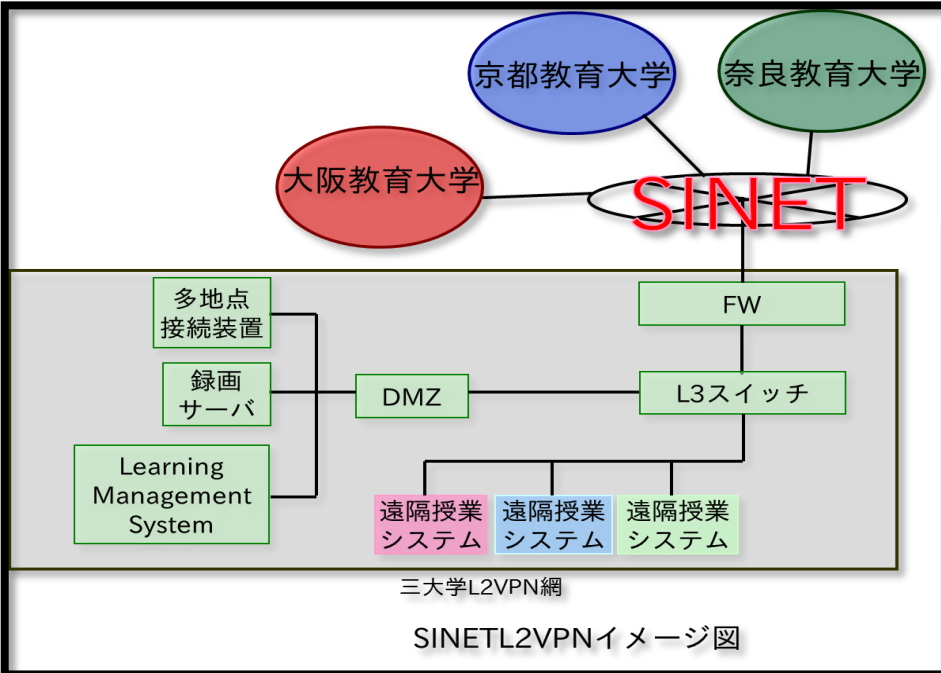 京都教育大学
奈良教育大学
大阪教育大学
SINET
多地点
接続装置
FW
録画
サーバ
DMZ
L3スイッチ
Learning
Management
System
遠隔授業
システム
遠隔授業
システム
遠隔授業
システム
三大学L2VPN網
SINETL2VPNイメージ図